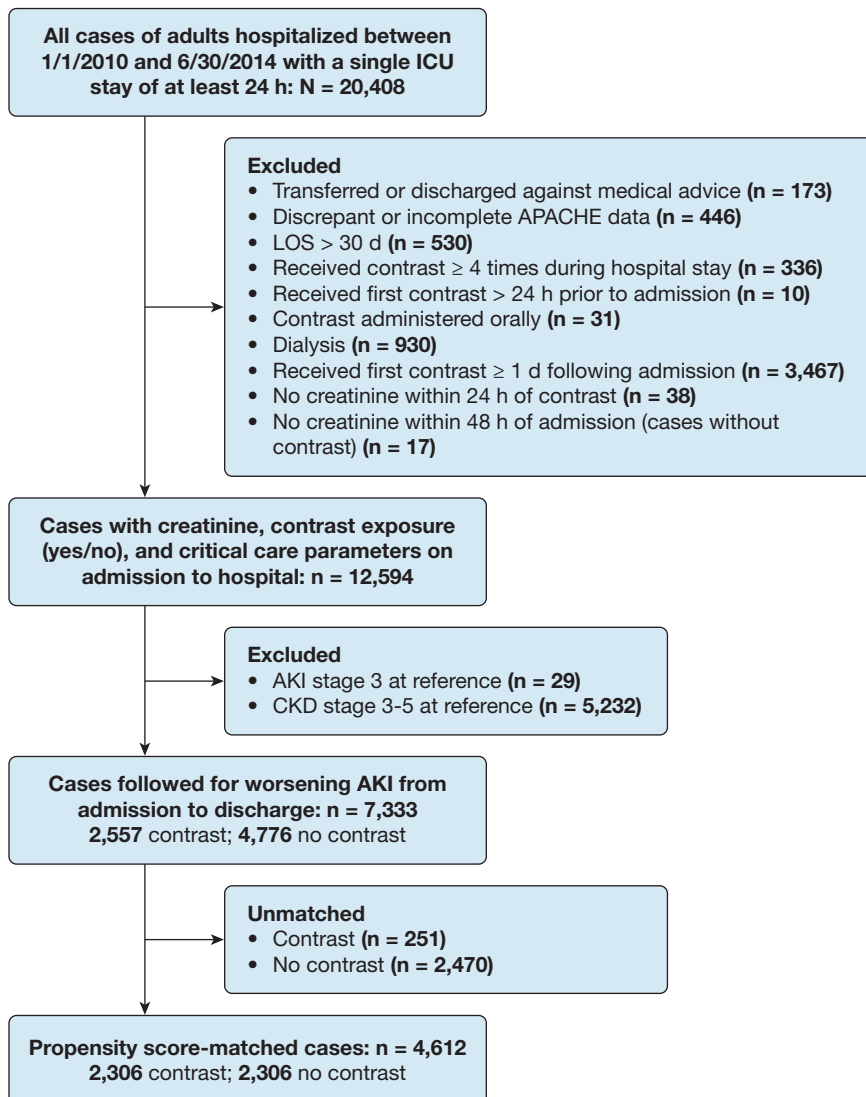 All cases of adults hospitalized between
1/1/2010 and 6/30/2014 with a single ICU
stay of at least 24 h: N = 20,408
Excluded
• Transferred or discharged against medical advice (n = 173)
• Discrepant or incomplete APACHE data (n = 446)
• LOS > 30 d (n = 530)
• Received contrast ≥ 4 times during hospital stay (n = 336)
• Received first contrast > 24 h prior to admission (n = 10)
• Contrast administered orally (n = 31)
• Dialysis (n = 930)
• Received first contrast ≥ 1 d following admission (n = 3,467)
• No creatinine within 24 h of contrast (n = 38)
• No creatinine within 48 h of admission (cases without
contrast) (n = 17)
Cases with creatinine, contrast exposure
(yes/no), and critical care parameters on
admission to hospital: n = 12,594
Excluded
• AKI stage 3 at reference (n = 29)
• CKD stage 3-5 at reference (n = 5,232)
Cases followed for worsening AKI from
admission to discharge: n = 7,333
2,557 contrast; 4,776 no contrast
Unmatched
• Contrast (n = 251)
• No contrast (n = 2,470)
Propensity score-matched cases: n = 4,612
2,306 contrast; 2,306 no contrast